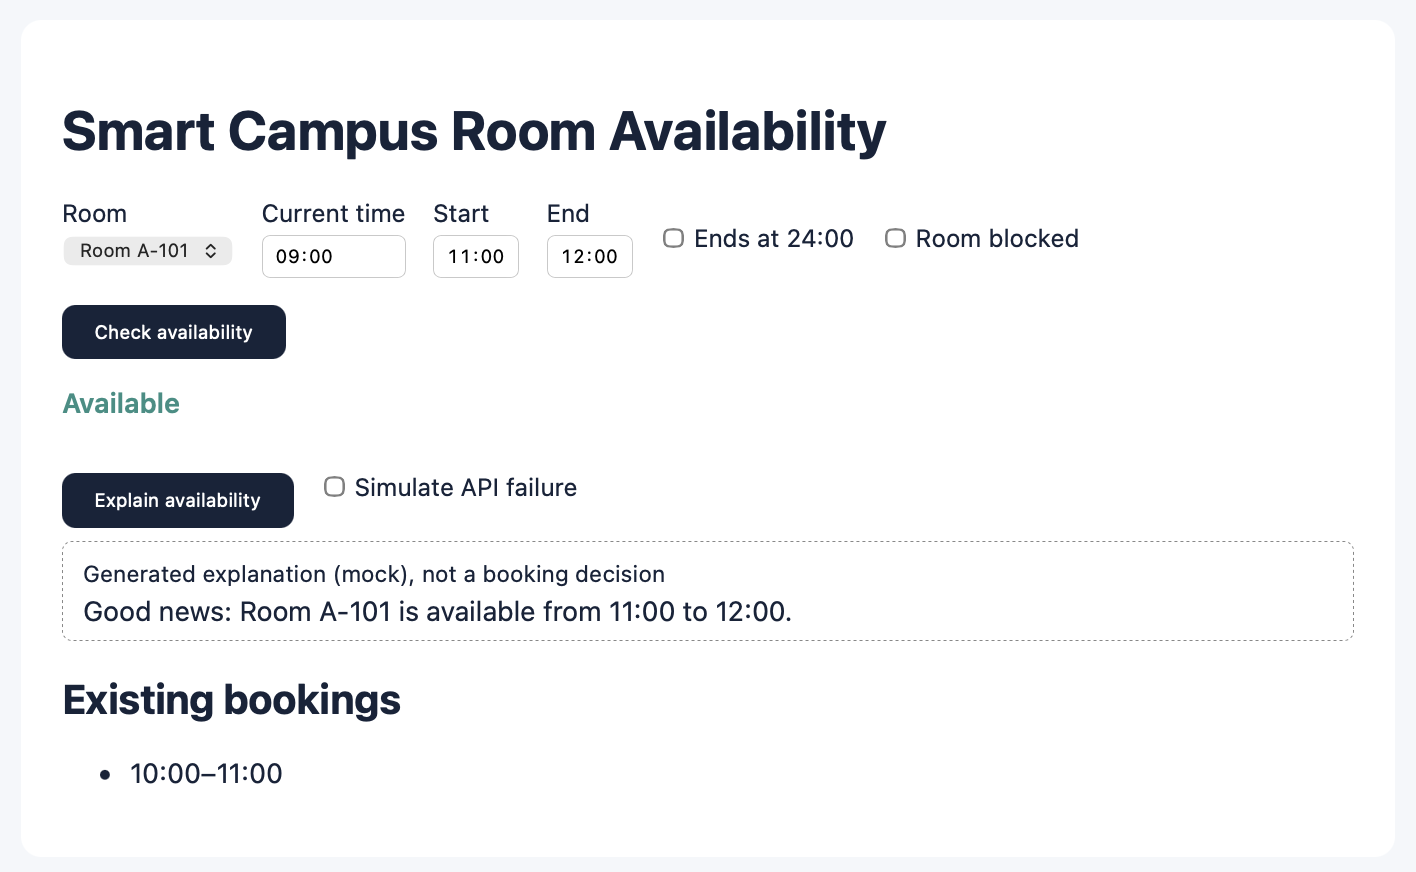 Smart Campus Room Availability
Room
Room A-101
Current time
09:00
Start
11:00
End
12:00
Ends at 24:00
Room blocked
Check availability
Available
Explain availability
Simulate API failure
Generated explanation (mock), not a booking decision
Good news: Room A-101 is available from 11:00 to 12:00.
Existing bookings
• 10:00–11:00